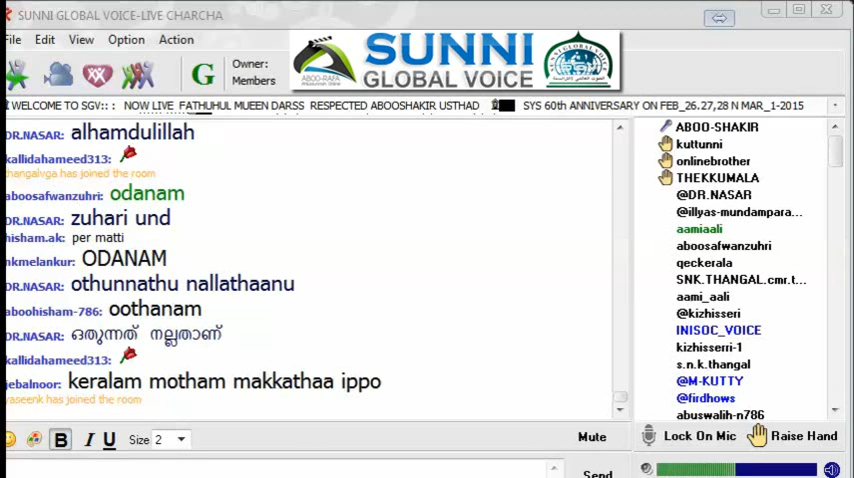 SUNNI GLOBAL VOICE-LIVE CHARCHA
File Edit View Option Action
G
Owner:
Members
ABOO-RAFA
SUNNI
GLOBAL VOICE
WELCOME TO SGV: : : NOW LIVE FATHUHUL MUEEN DARSS RESPECTED ABOOSHAKIR USTHAD SYS 60th ANNIVERSARY ON FEB_26.27,28 N MAR_1-2015
DR.NASAR: alhamdulillah
kallidahameed313:
thangalvga has joined the room
aboosafwanzuhri: odanam
DR.NASAR: zuhari und
hisham.ak: per matti
nkmelankur: ODANAM
DR.NASAR: othunnathu nallathaanu
aboohisham-786: oothanam
DR.NASAR: ഒതുന്നത് നല്ലതാണ്
kallidahameed313:
jebalnoor: keralam motham makkathaa ippo
yaseenk has joined the room
B I U Size 2
Mute
Send
ABOO-SHAKIR
kuttunni
onlinebrother
THEKKUMALA
@DR.NASAR
@illyas-mundampara...
aamiaali
aboosafwanzuhri
qeckerala
SNK.THANGAL.cmr.t...
aami_aali
@kizhisseri
INISOC_VOICE
kizhisserri-1
s.n.k.thangal
@M-KUTTY
@firdhows
abuswalih-n786
Lock On Mic Raise Hand